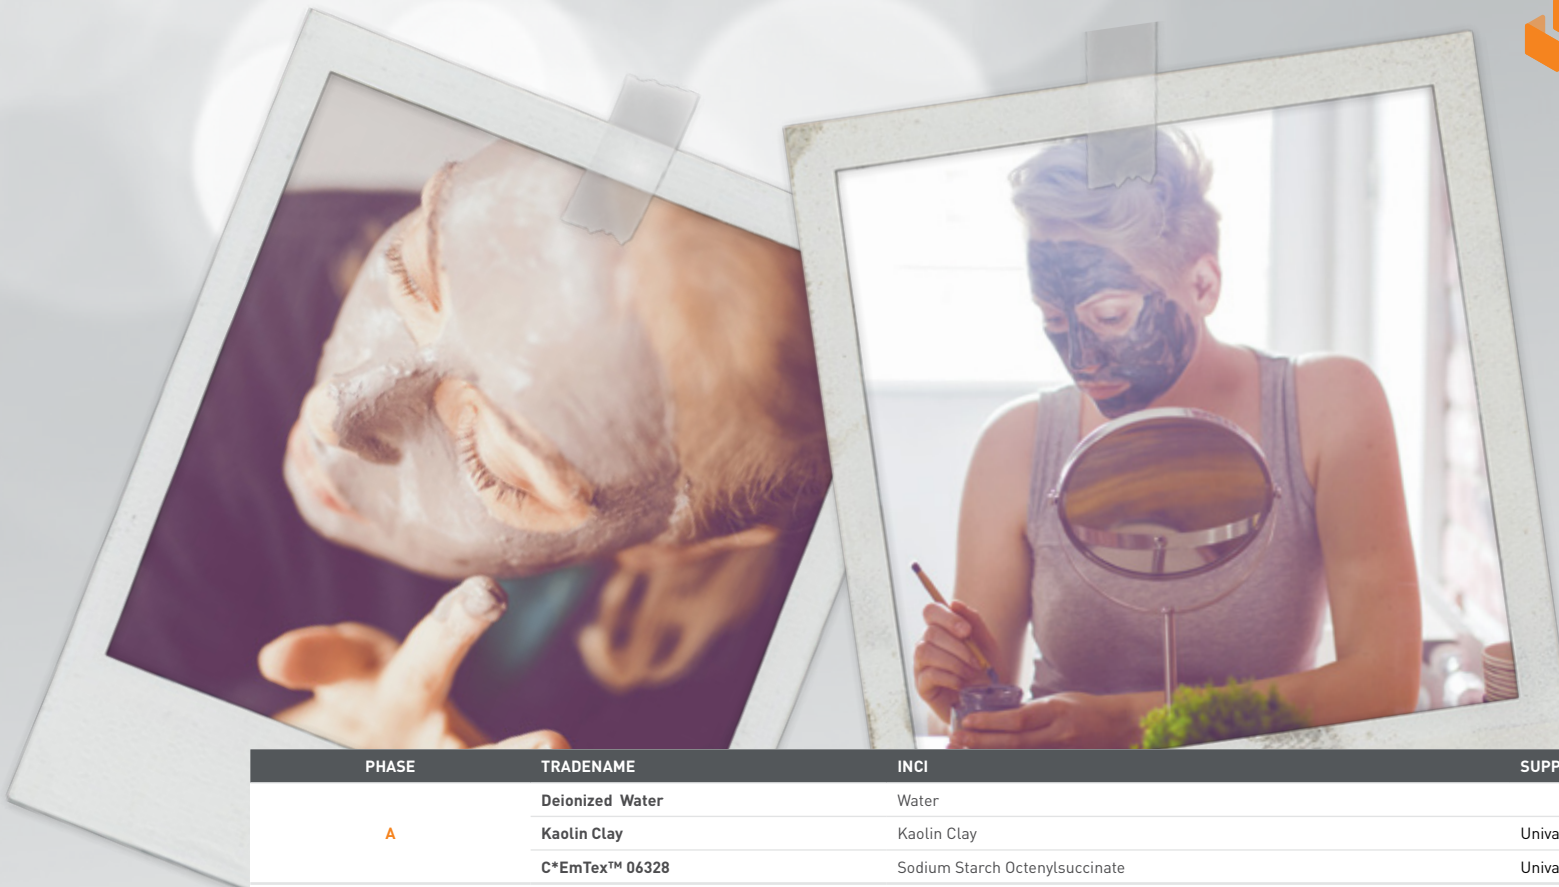 PHASE TRADENAME INCI SUPP
Deionized Water Water
A Kaolin Clay Kaolin Clay Univa
C*EmTex™ 06328 Sodium Starch Octenylsuccinate Univa